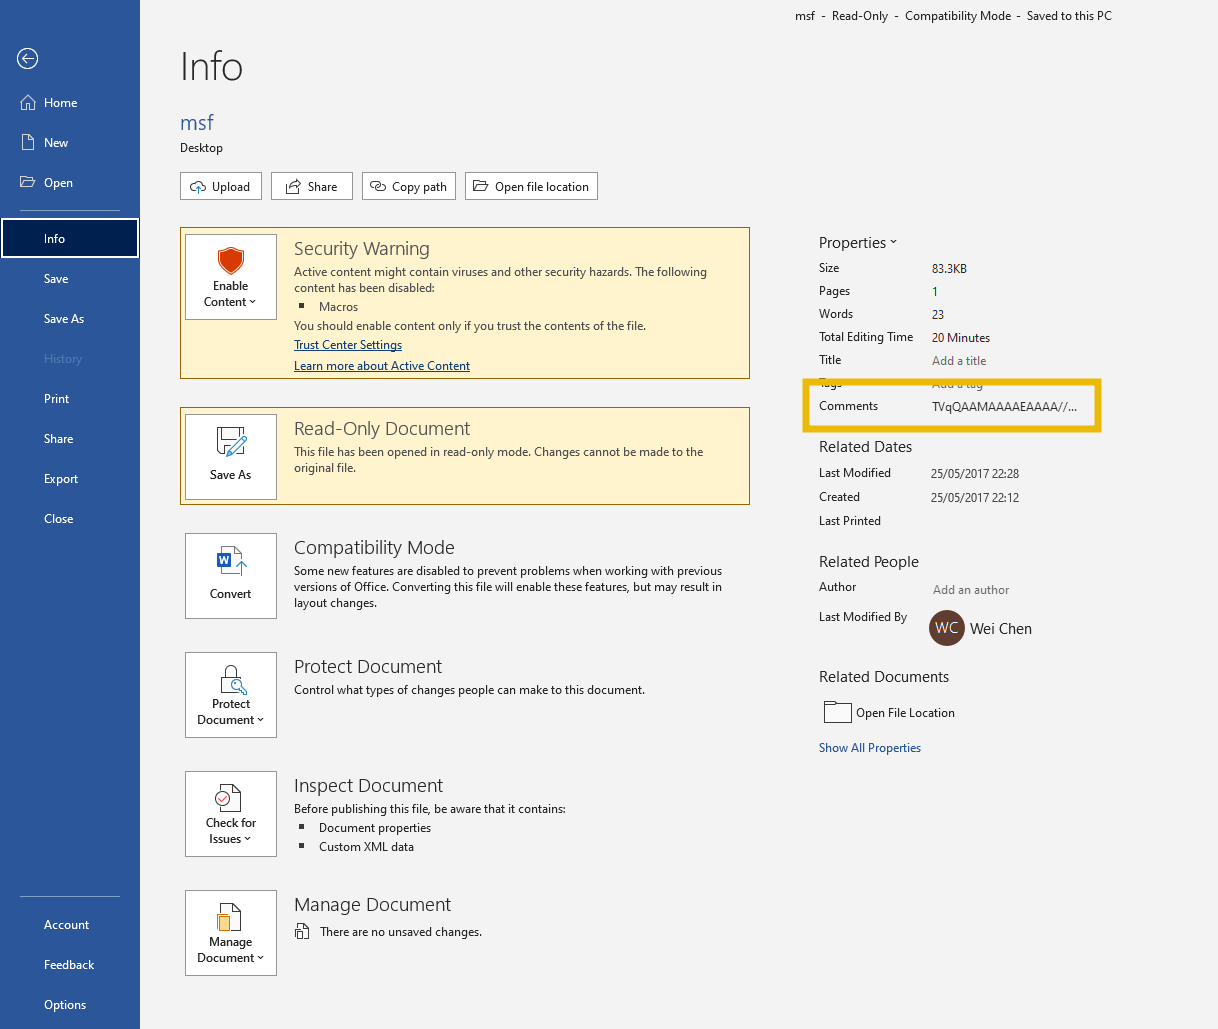 msf - Read-Only - Compatibility Mode - Saved to this PC
Home
New
Open
Info
Save
Save As
History
Print
Share
Export
Close
Account
Feedback
Options
Info
msf
Desktop
Upload
Share
Copy path
Open file location
Enable
Content
Security Warning
Active content might contain viruses and other security hazards. The following
content has been disabled:
Macros
You should enable content only if you trust the contents of the file.
Trust Center Settings
Learn more about Active Content
Save As
Read-Only Document
This file has been opened in read-only mode. Changes cannot be made to the
original file.
Convert
Compatibility Mode
Some new features are disabled to prevent problems when working with previous
versions of Office. Converting this file will enable these features, but may result in
layout changes.
Protect
Document
Protect Document
Control what types of changes people can make to this document.
Check for
Issues
Inspect Document
Before publishing this file, be aware that it contains:
Document properties
Custom XML data
Manage
Document
Manage Document
There are no unsaved changes.
Properties
Size 83.3KB
Pages 1
Words 23
Total Editing Time 20 Minutes
Title Add a title
Tags Add a tag
Comments TVqQAAMAAAAEAAAA//...
Related Dates
Last Modified 25/05/2017 22:28
Created 25/05/2017 22:12
Last Printed
Related People
Author Add an author
Last Modified By WC Wei Chen
Related Documents
Open File Location
Show All Properties